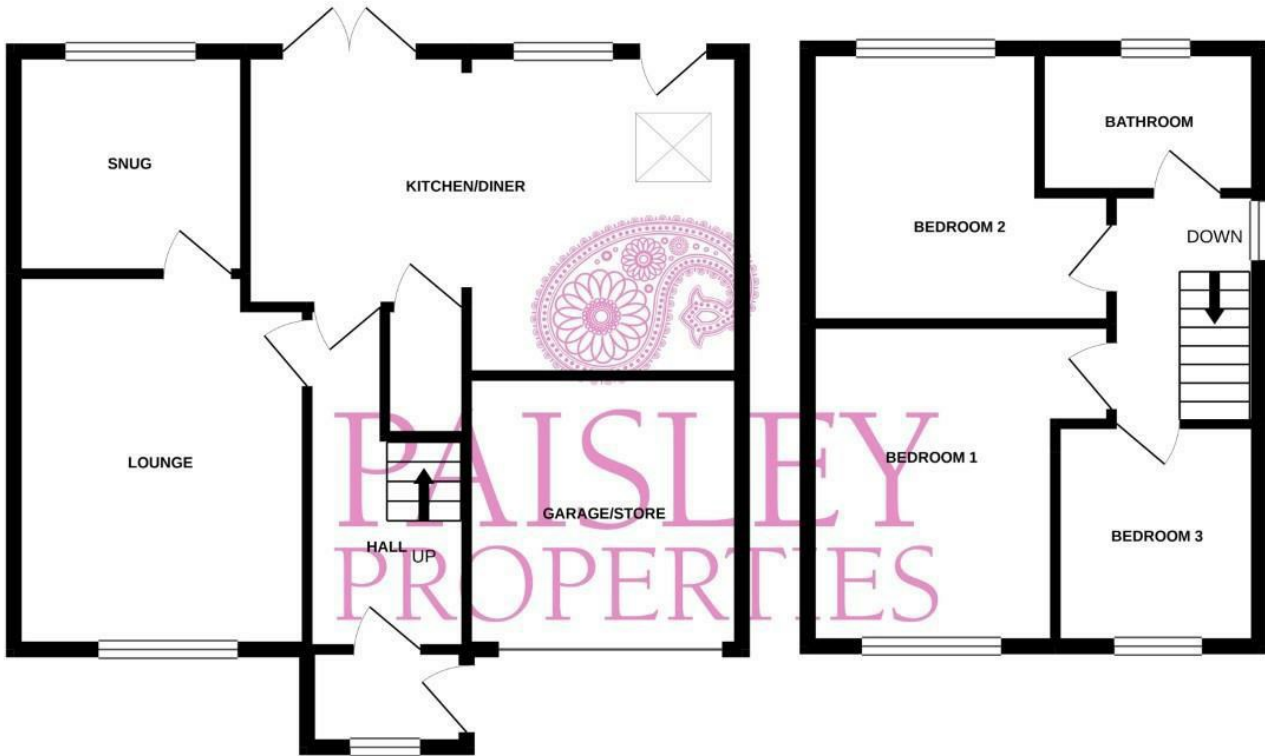 SNUG
KITCHEN/DINER
LOUNGE
HALL
UP
GARAGE/STORE
PAISLEY
PROPERTIES
BATHROOM
BEDROOM 2
DOWN
BEDROOM 1
BEDROOM 3